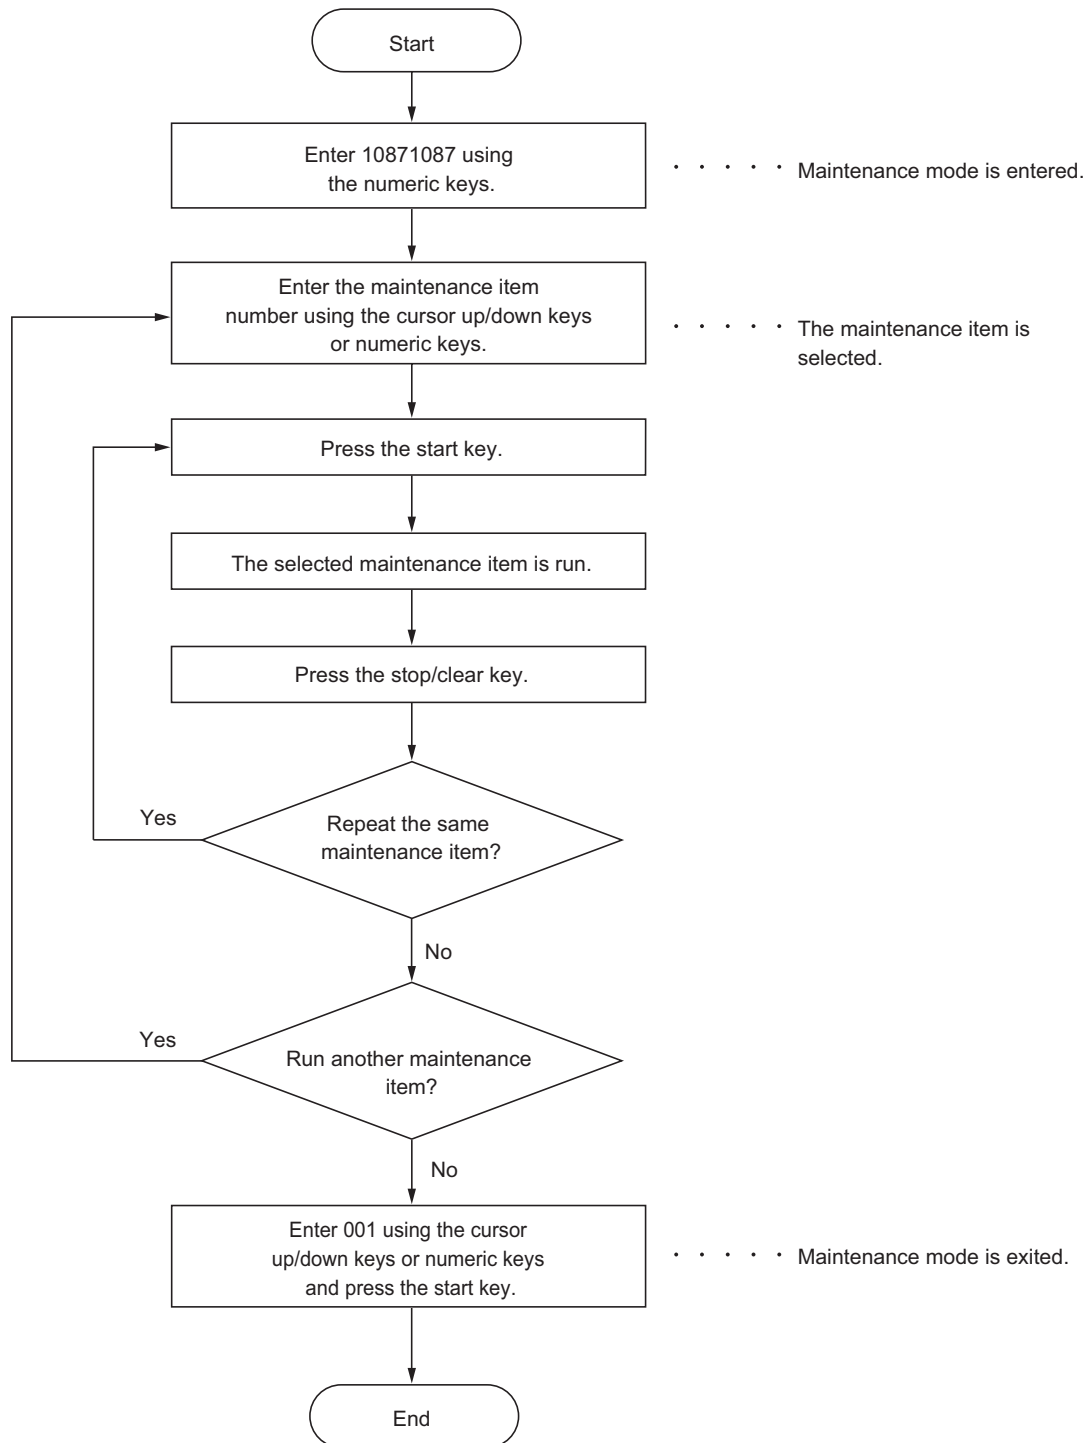 Start
Enter 10871087 using
the numeric keys.
· · · · · Maintenance mode is entered.
Enter the maintenance item
number using the cursor up/down keys
or numeric keys.
· · · · · The maintenance item is
selected.
Press the start key.
The selected maintenance item is run.
Press the stop/clear key.
Yes
Repeat the same
maintenance item?
No
Yes
Run another maintenance
item?
No
Enter 001 using the cursor
up/down keys or numeric keys
and press the start key.
· · · · · Maintenance mode is exited.
End